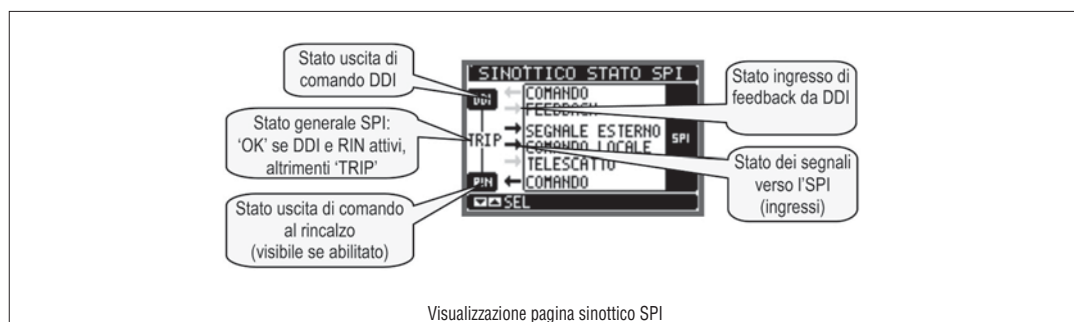 Stato uscita di
comando DDI
Stato generale SPI:
'OK' se DDI e RIN attivi,
altrimenti 'TRIP'
Stato uscita di comando
al rincalzo
(visibile se abilitato)
SINOTTICO STATO SPI
DDI
COMANDO
FEEDBACK
TRIP
SEGNALE ESTERNO
COMANDO LOCALE
TELESCATTO
SPI
RIN
COMANDO
SEL
Stato ingresso di
feedback da DDI
Stato dei segnali
verso l'SPI
(ingressi)
Visualizzazione pagina sinottico SPI